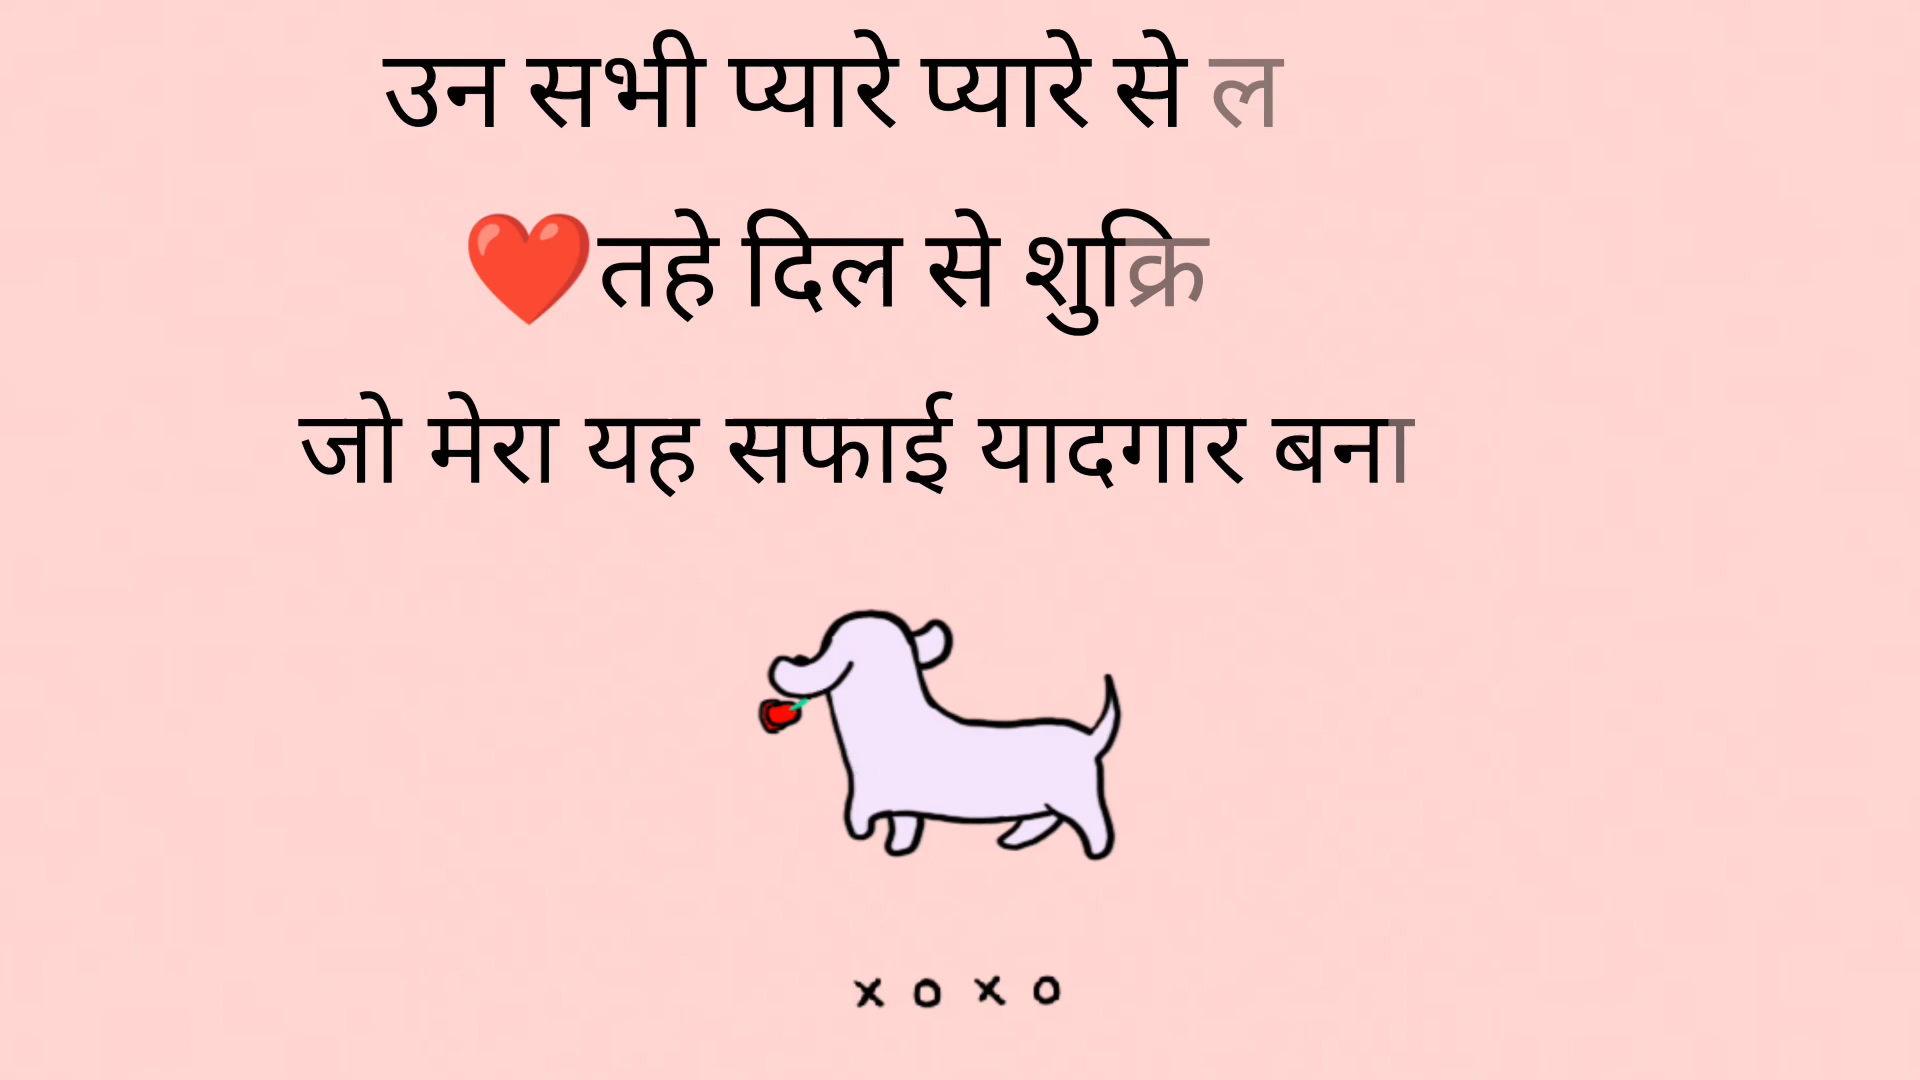 उन सभी प्यारे प्यारे से ल
❤️तहे दिल से शुक्रि
जो मेरा यह सफाई यादगार बना
x o x o